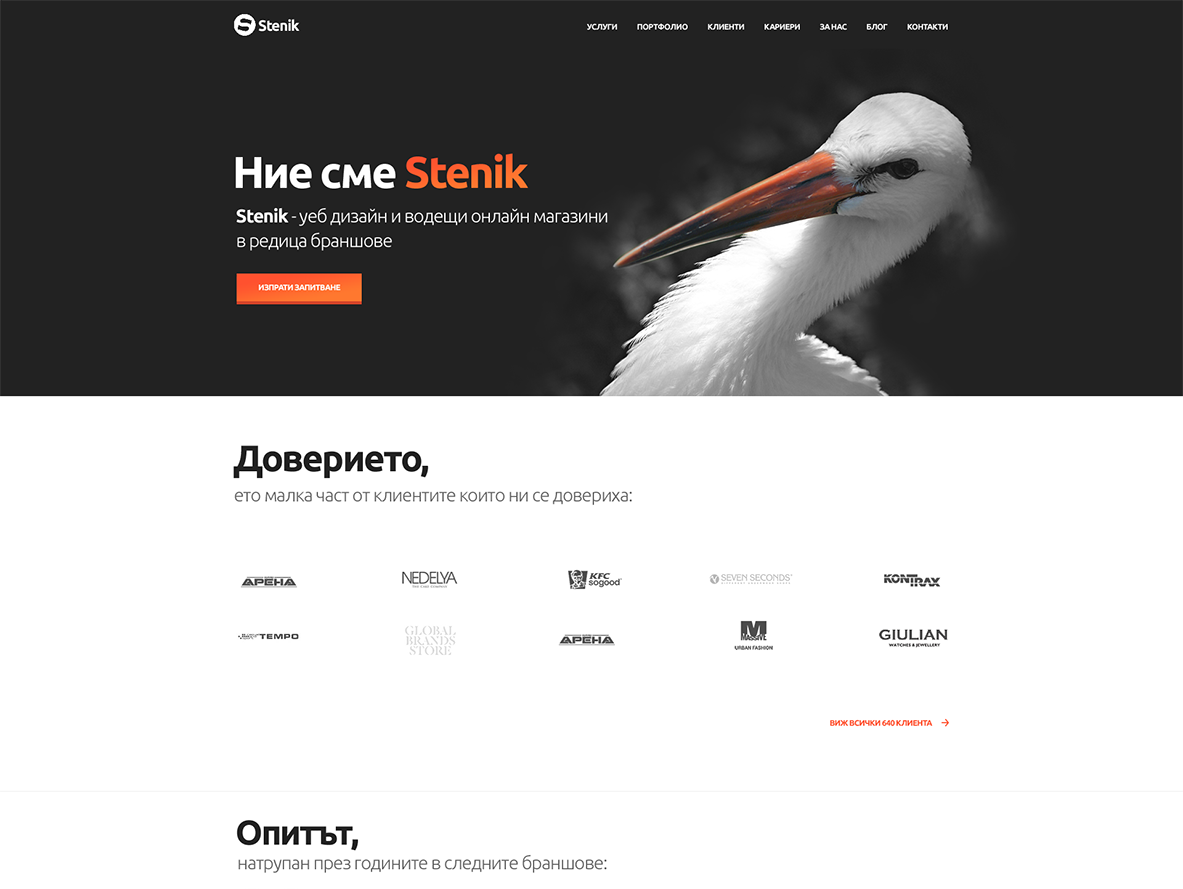 Stenik
УСЛУГИ ПОРТФОЛИО КЛИЕНТИ КАРИЕРИ ЗА НАС БЛОГ КОНТАКТИ
Ние сме Stenik
Stenik - уеб дизайн и водещи онлайн магазини
в редица браншове
ИЗПРАТИ ЗАПИТВАНЕ
Доверието,
ето малка част от клиентите които ни се довериха:
АРЕНА
NEDELYA
KFC
sogood
SEVEN SECONDS
KONTRAX
TEMPO
GLOBAL
BRANDS
STORE
АРЕНА
M
MASSIVE
URBAN FASHION
GIULIAN
WATCHES & JEWELLERY
ВИЖ ВСИЧКИ 640 КЛИЕНТА →
Опитът,
натрупан през годините в следните браншове: